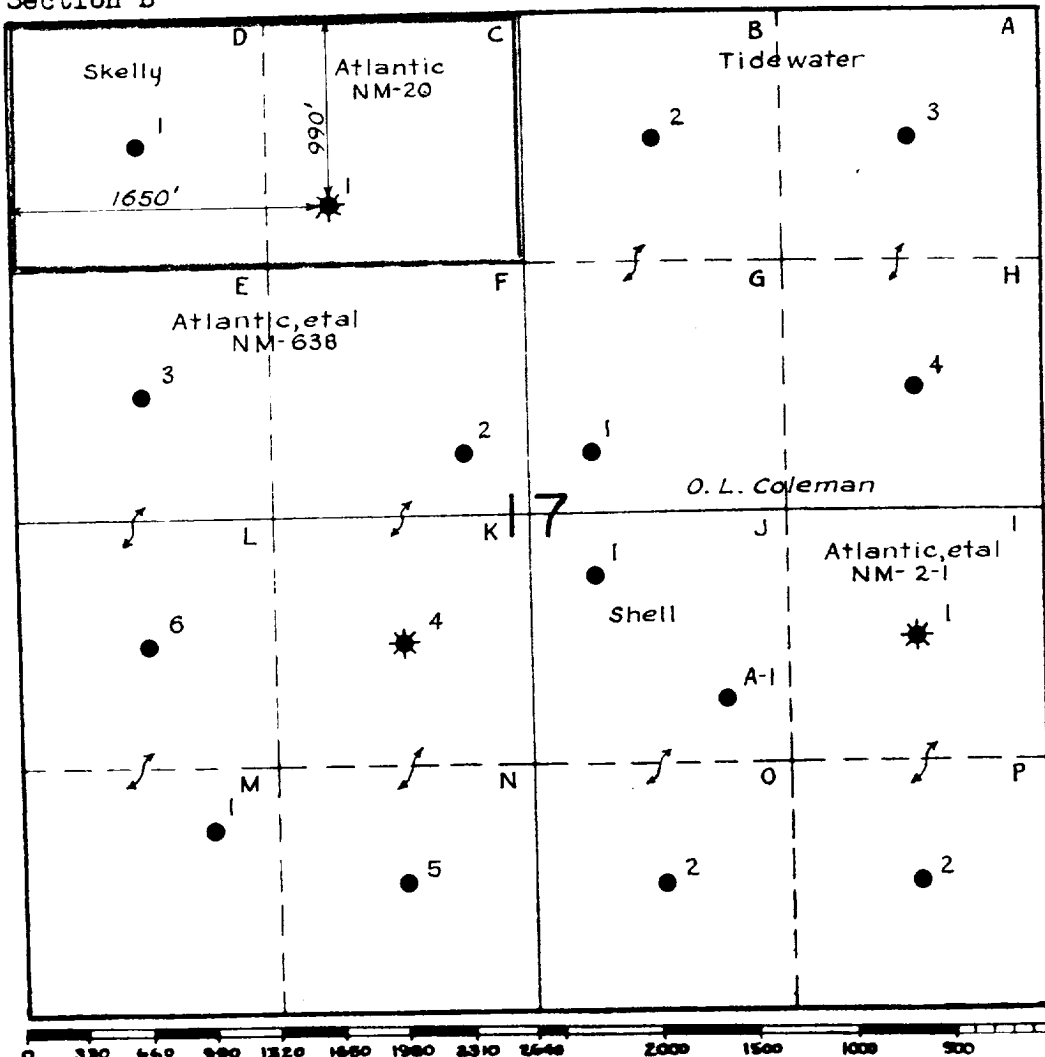 Section B
D
C
B
A
Skelly
Atlantic
NM-20
Tidewater
1
990'
2
3
1650'
1
E
F
G
H
Atlantic, etal
NM-638
3
4
2
1
O. L. Coleman
17
L
K
J
I
1
Atlantic, etal
NM-2-1
Shell
6
4
1
A-1
M
N
O
P
1
5
2
2
0 330 660 990 1320 1650 1980 2310 2640 2000 1500 1000 500